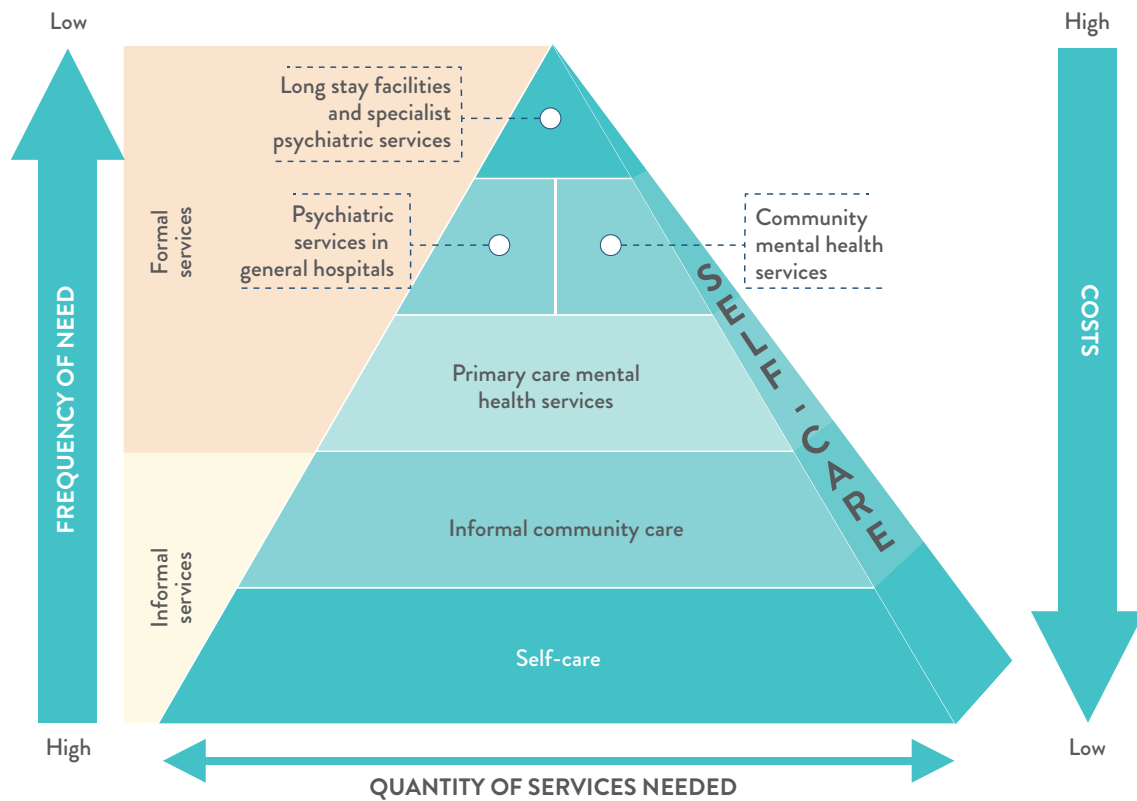 Low
High
Long stay facilities
and specialist
psychiatric services
Psychiatric
services in
general hospitals
Community
mental health
services
Formal
services
FREQUENCY OF NEED
SELF-CARE
COSTS
Primary care mental
health services
Informal community care
Informal
services
Self-care
High
Low
QUANTITY OF SERVICES NEEDED